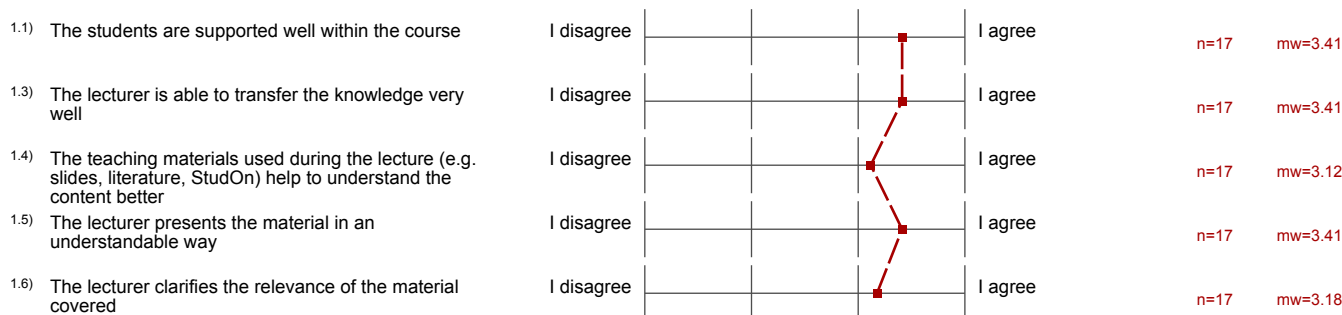 1.1) The students are supported well within the course I disagree I agree n=17 mw=3.41
1.3) The lecturer is able to transfer the knowledge very
well I disagree I agree n=17 mw=3.41
1.4) The teaching materials used during the lecture (e.g.
slides, literature, StudOn) help to understand the
content better I disagree I agree n=17 mw=3.12
1.5) The lecturer presents the material in an
understandable way I disagree I agree n=17 mw=3.41
1.6) The lecturer clarifies the relevance of the material
covered I disagree I agree n=17 mw=3.18